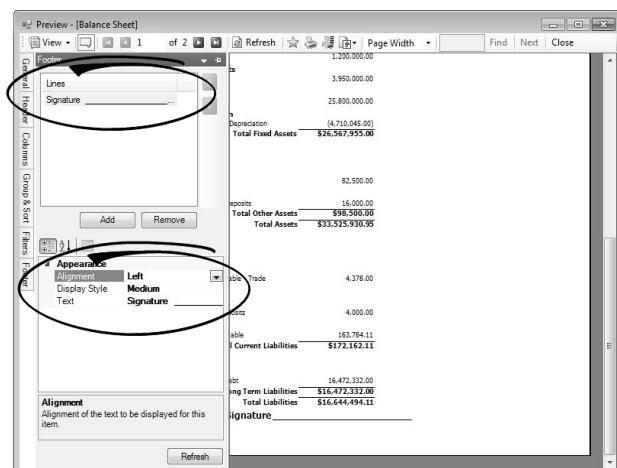 Preview - [Balance Sheet]
View 1 of 2 Refresh Page Width Find Next Close
General
Header
Columns
Group & Sort
Filters
Footer
Footer
Lines
Signature ____________...
Add Remove
Appearance
Alignment Left
Display Style Medium
Text Signature ________
Alignment
Alignment of the text to be displayed for this item.
Refresh
1,200,000.00
ts
3,950,000.00
25,800,000.00
n
Depreciation (4,710,045.00)
Total Fixed Assets $26,567,955.00
82,500.00
eposits 16,000.00
Total Other Assets $98,500.00
Total Assets $33,525,930.95
able - Trade 4,378.00
osits 4,000.00
able 163,784.11
l Current Liabilities $172,162.11
ebt 16,472,332.00
ong Term Liabilities $16,472,332.00
Total Liabilities $16,644,494.11
Signature____________________